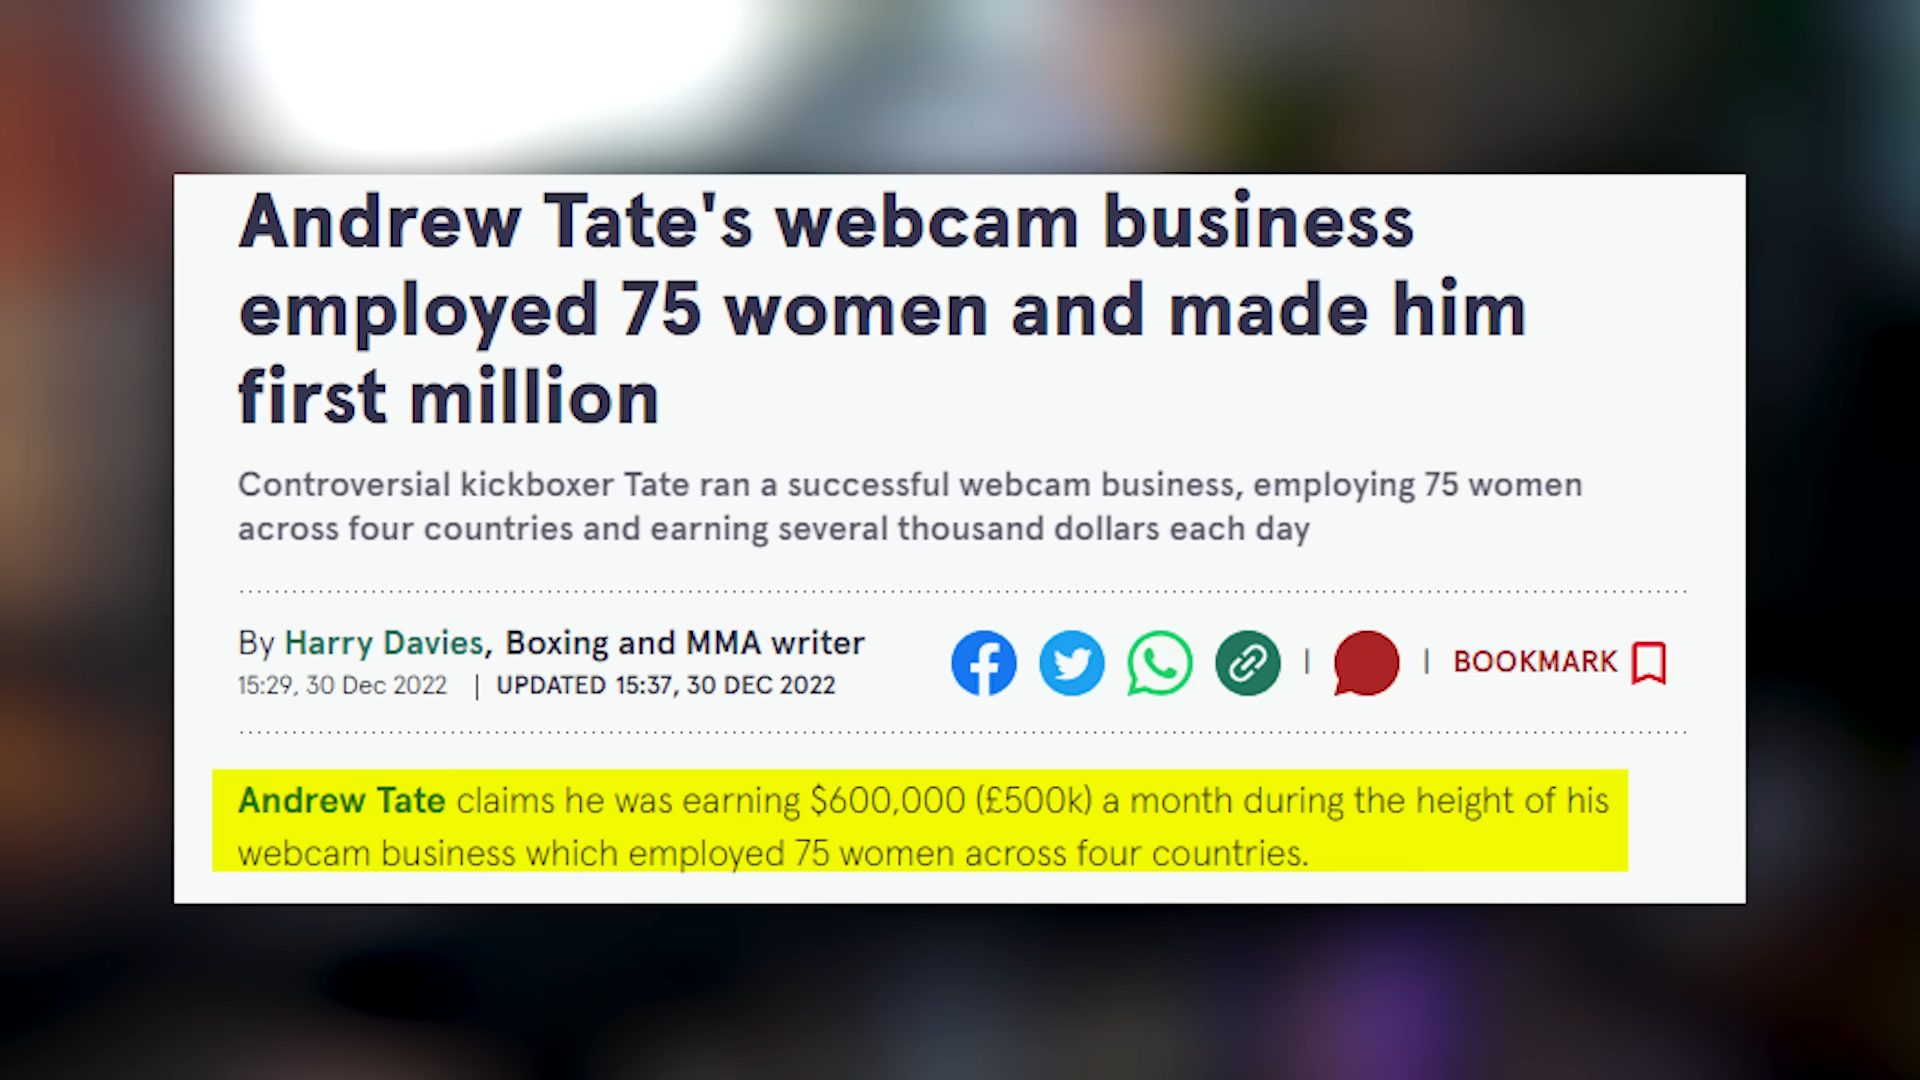 Andrew Tate's webcam business
employed 75 women and made him
first million
Controversial kickboxer Tate ran a successful webcam business, employing 75 women
across four countries and earning several thousand dollars each day
By Harry Davies, Boxing and MMA writer
15:29, 30 Dec 2022 | UPDATED 15:37, 30 DEC 2022
| | BOOKMARK
Andrew Tate claims he was earning $600,000 (£500k) a month during the height of his
webcam business which employed 75 women across four countries.